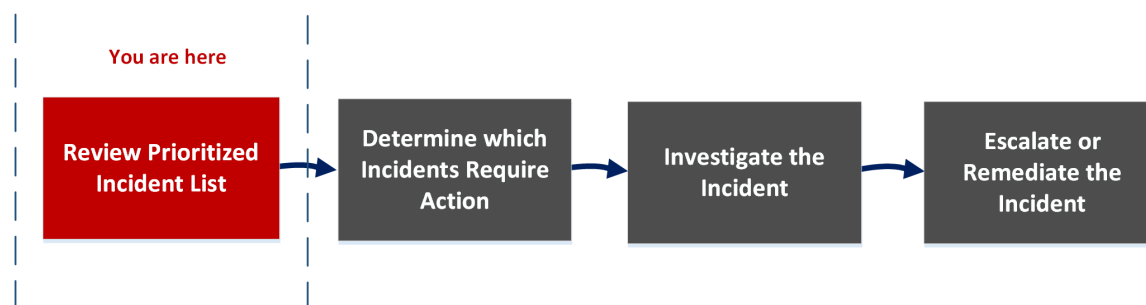 You are here
Review Prioritized
Incident List
Determine which
Incidents Require
Action
Investigate the
Incident
Escalate or
Remediate the
Incident